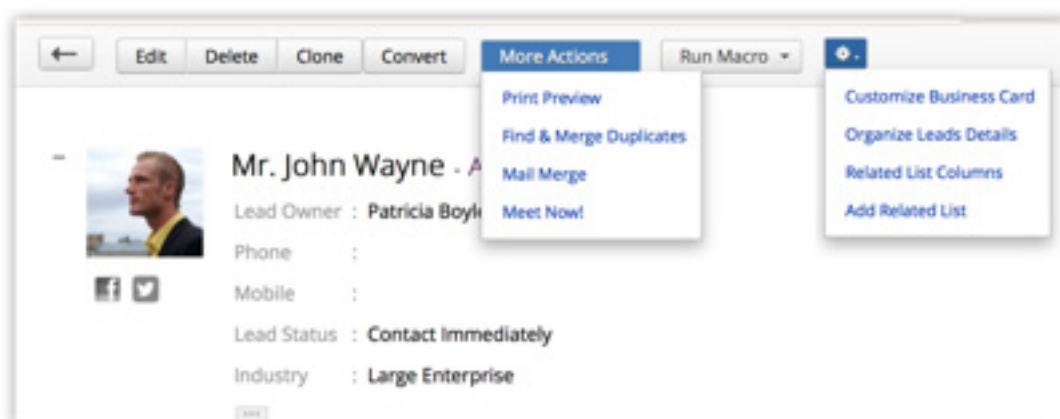 Edit Delete Clone Convert More Actions Run Macro
Print Preview
Find & Merge Duplicates
Mail Merge
Meet Now!
Customize Business Card
Organize Leads Details
Related List Columns
Add Related List
Mr. John Wayne - A
Lead Owner : Patricia Boyle
Phone :
Mobile :
Lead Status : Contact Immediately
Industry : Large Enterprise